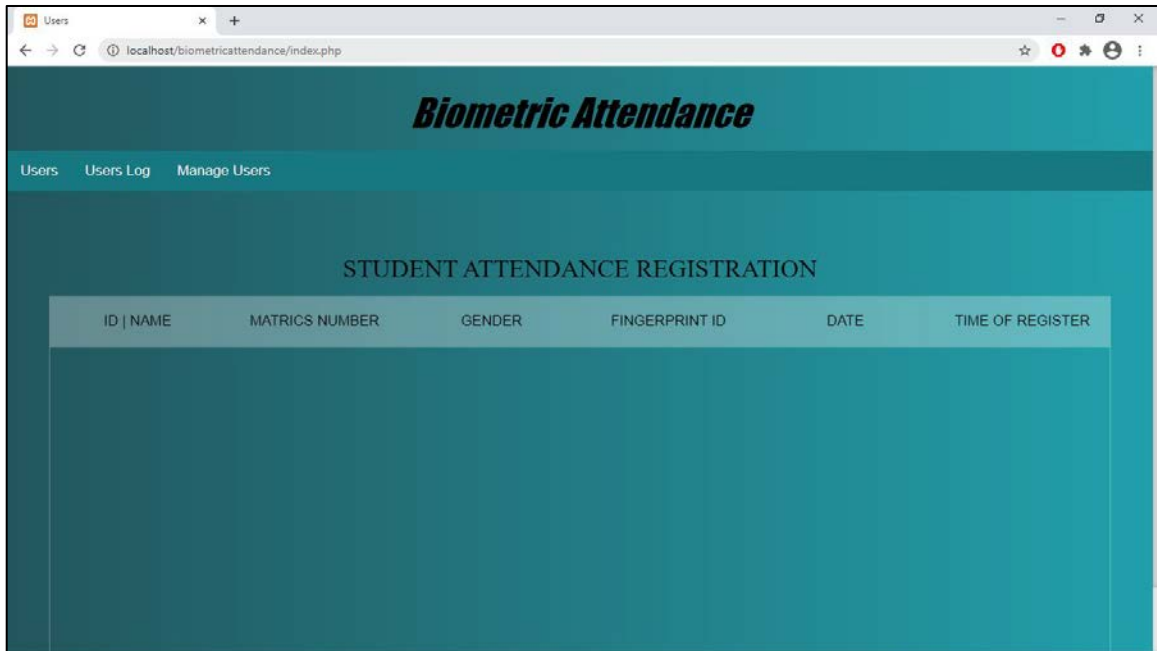 Users
localhost/biometricattendance/index.php
Biometric Attendance
Users Users Log Manage Users
STUDENT ATTENDANCE REGISTRATION
ID | NAME MATRICS NUMBER GENDER FINGERPRINT ID DATE TIME OF REGISTER